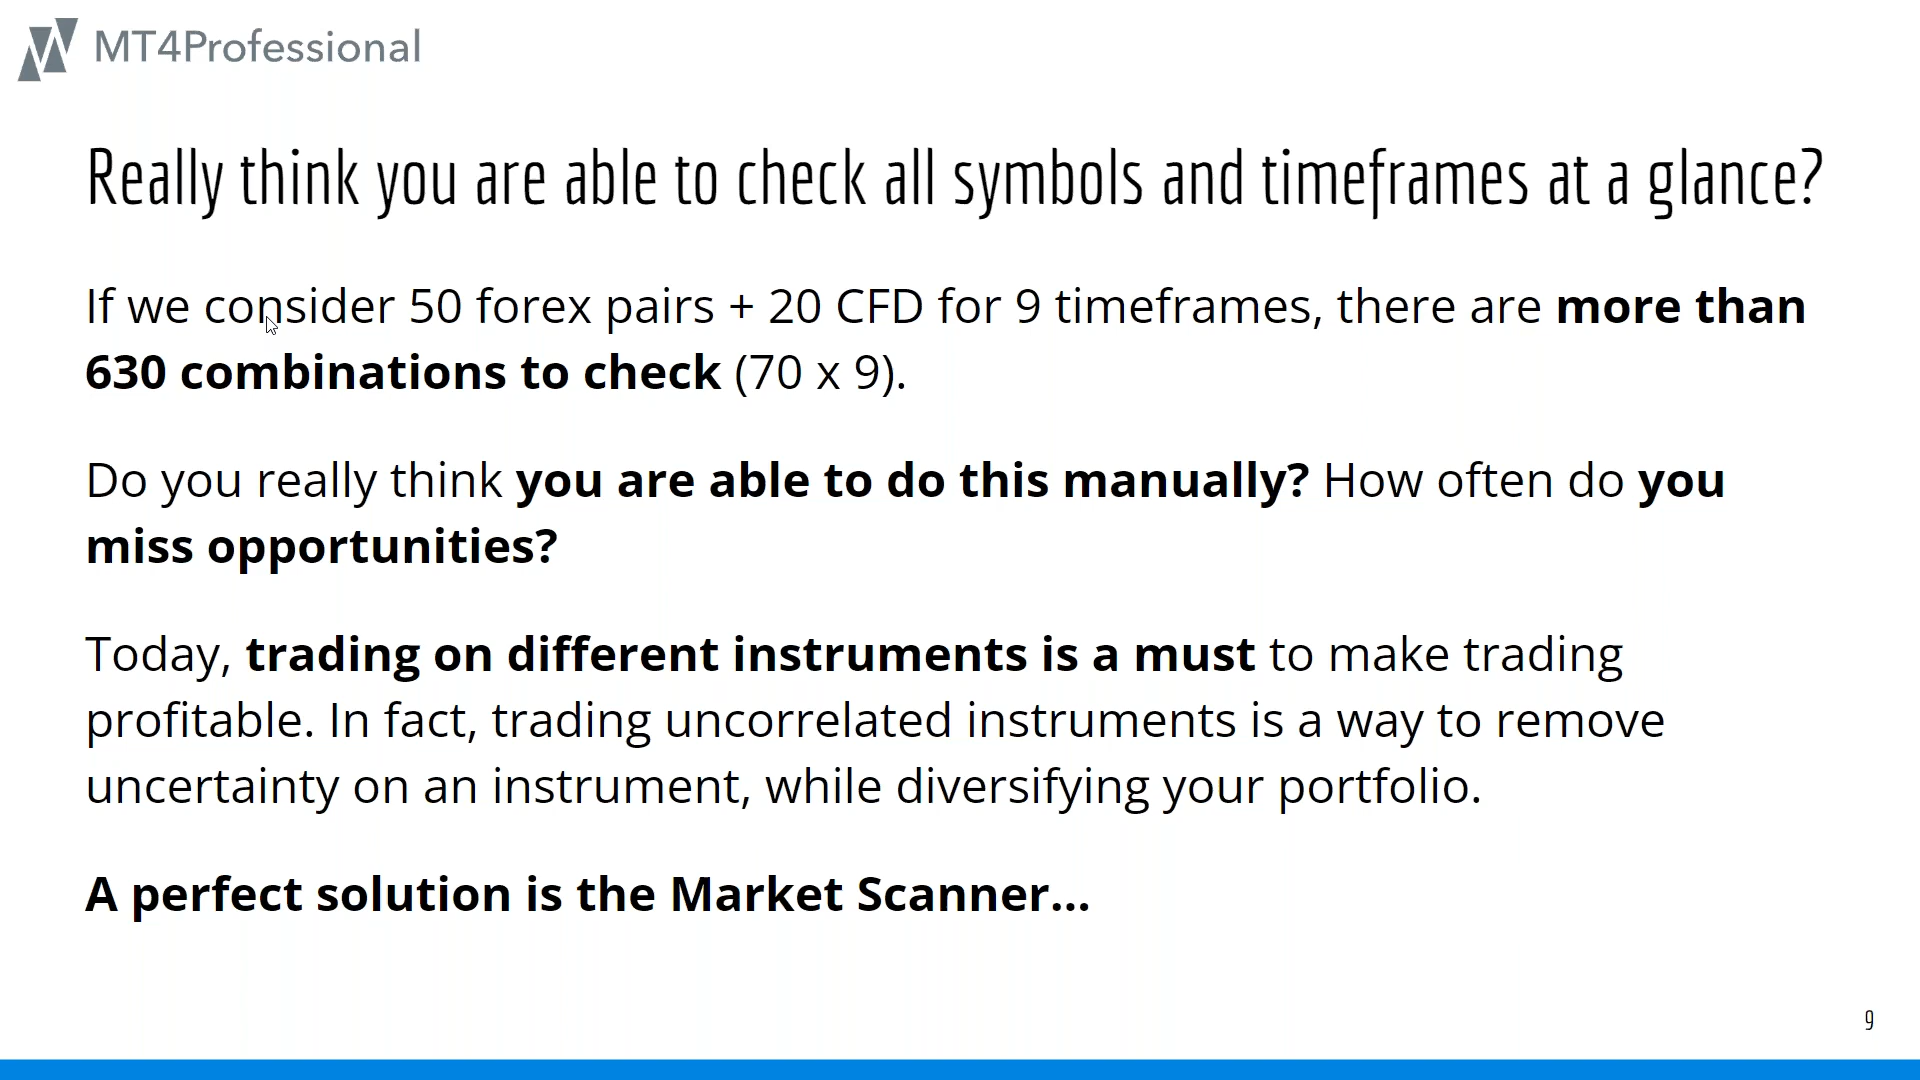 MT4Professional
Really think you are able to check all symbols and timeframes at a glance?
If we consider 50 forex pairs + 20 CFD for 9 timeframes, there are more than
630 combinations to check (70 x 9).
Do you really think you are able to do this manually? How often do you
miss opportunities?
Today, trading on different instruments is a must to make trading
profitable. In fact, trading uncorrelated instruments is a way to remove
uncertainty on an instrument, while diversifying your portfolio.
A perfect solution is the Market Scanner...
9